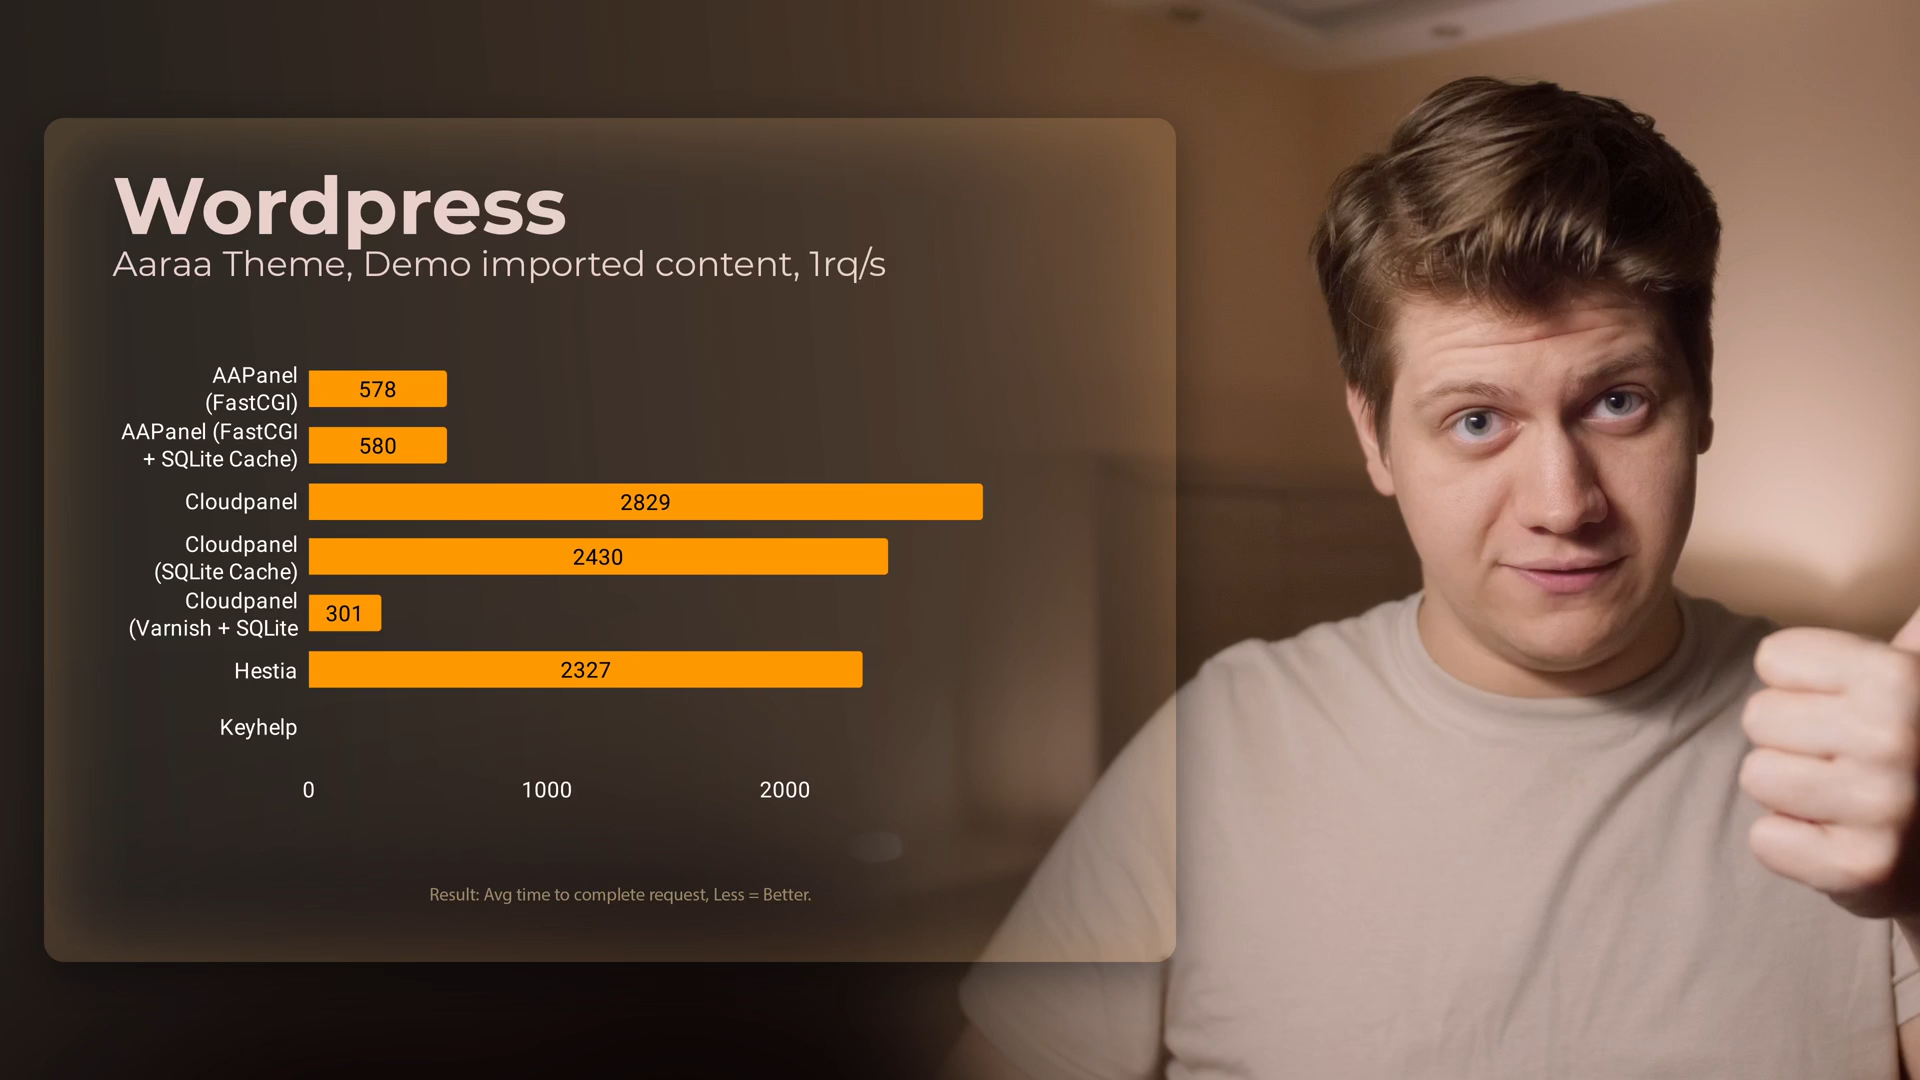 Wordpress
Aaraa Theme, Demo imported content, 1rq/s
AAPanel
(FastCGI)
578
AAPanel (FastCGI
+ SQLite Cache)
580
Cloudpanel
2829
Cloudpanel
(SQLite Cache)
2430
Cloudpanel
(Varnish + SQLite
301
Hestia
2327
Keyhelp
0 1000 2000
Result: Avg time to complete request, Less = Better.